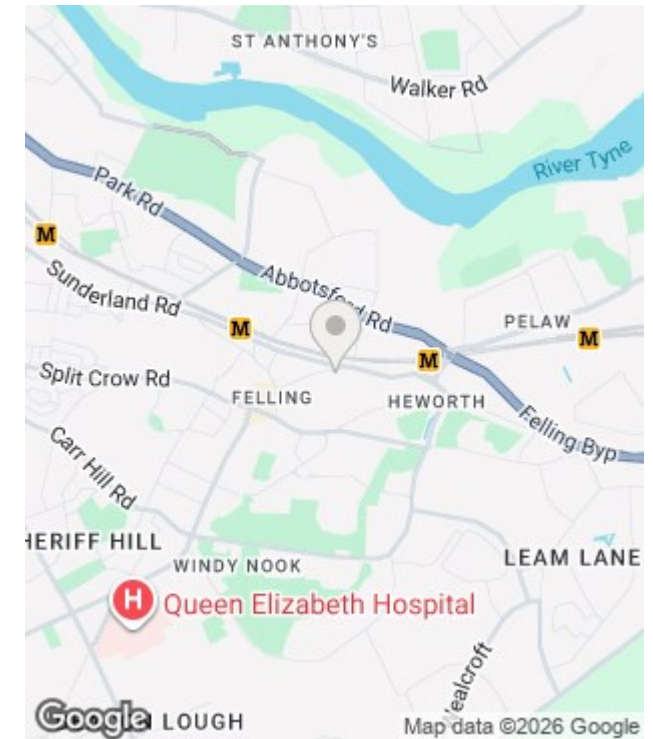 ST ANTHONY'S
Walker Rd
River Tyne
Park Rd
M
Abbotsford Rd
Sunderland Rd
M
PELAW
M
M
Split Crow Rd
FELLING
HEWORTH
Felling Byp
Carr Hill Rd
HERIFF HILL
WINDY NOOK
LEAM LANE
H
Queen Elizabeth Hospital
ealcroft
Google
LOUGH
Map data ©2026 Google